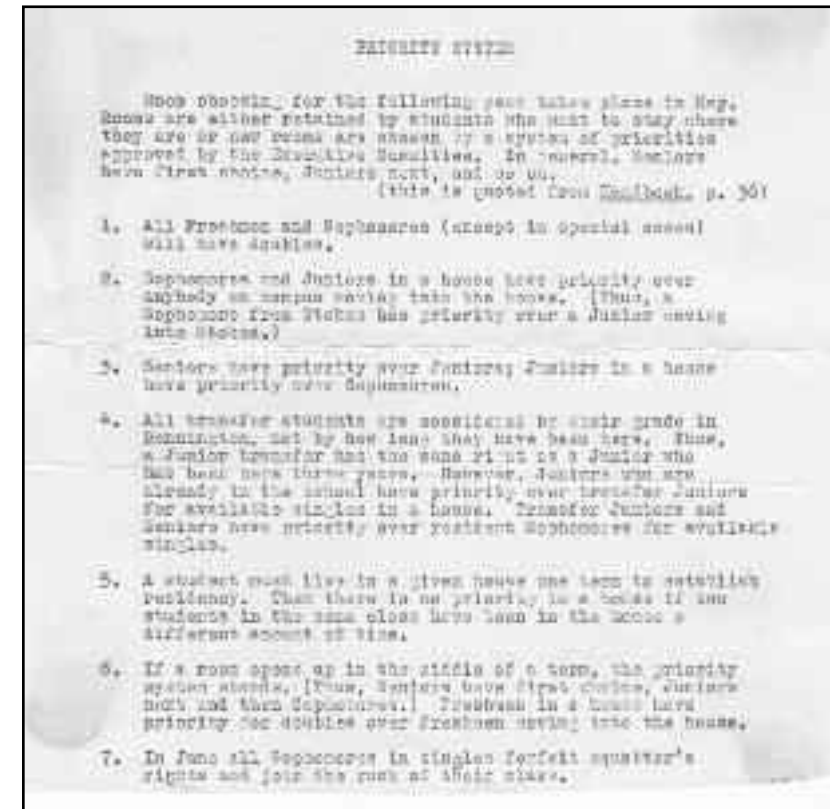 PRIORITY SYSTEM
Room choosing for the following year takes place in May.
Rooms are either retained by students who want to stay where
they are or new rooms are chosen by a system of priorities
approved by the Executive Committee. In general, Seniors
have first choice, Juniors next, and so on.
(this is quoted from Handbook, p. 36)
1. All Freshmen and Sophomores (except in special cases)
will have doubles.
2. Sophomores and Juniors in a house have priority over
anybody on campus moving into the house. (Thus, a
Sophomore from Stokes has priority over a Junior moving
into Stokes.)
3. Seniors have priority over Juniors; Juniors in a house
have priority over Sophomores.
4. All transfer students are considered by their grade in
Bennington, not by how long they have been here. Thus,
a Junior transfer has the same right as a Junior who
has been here three years. However, Juniors who are
already in the school have priority over transfer Juniors
for available singles in a house. Transfer Juniors and
Seniors have priority over resident Sophomores for available
singles.
5. A student must live in a given house one term to establish
residency. Then there is no priority in a house if two
students in the same class have been in the house a
different amount of time.
6. If a room opens up in the middle of a term, the priority
system stands. (Thus, Seniors have first choice, Juniors
next and then Sophomores.) Freshmen in a house have
priority for doubles over freshmen moving into the house.
7. In June all Sophomores in singles forfeit squatter's
rights and join the rank of their class.